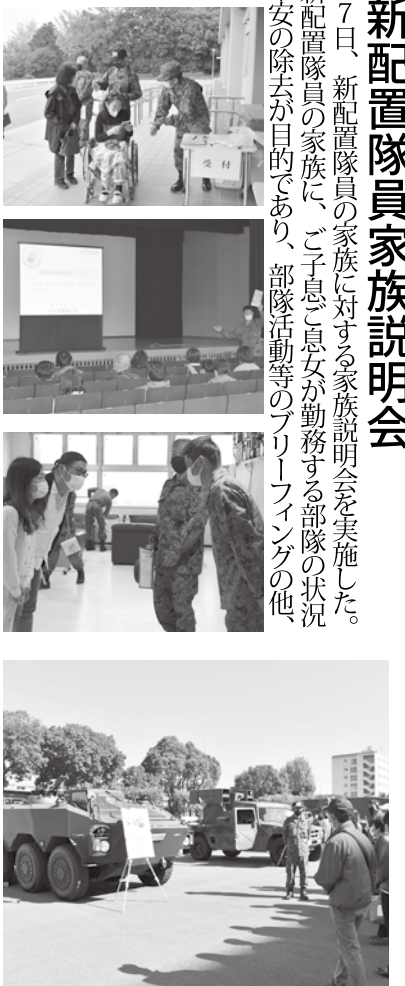 新配置隊員家族説明会
７日、新配置隊員の家族に対する家族説明会を実施した。
新配置隊員の家族に、ご子息ご息女が勤務する部隊の状況
安の除去が目的であり、部隊活動等のブリーフィングの他、
受付